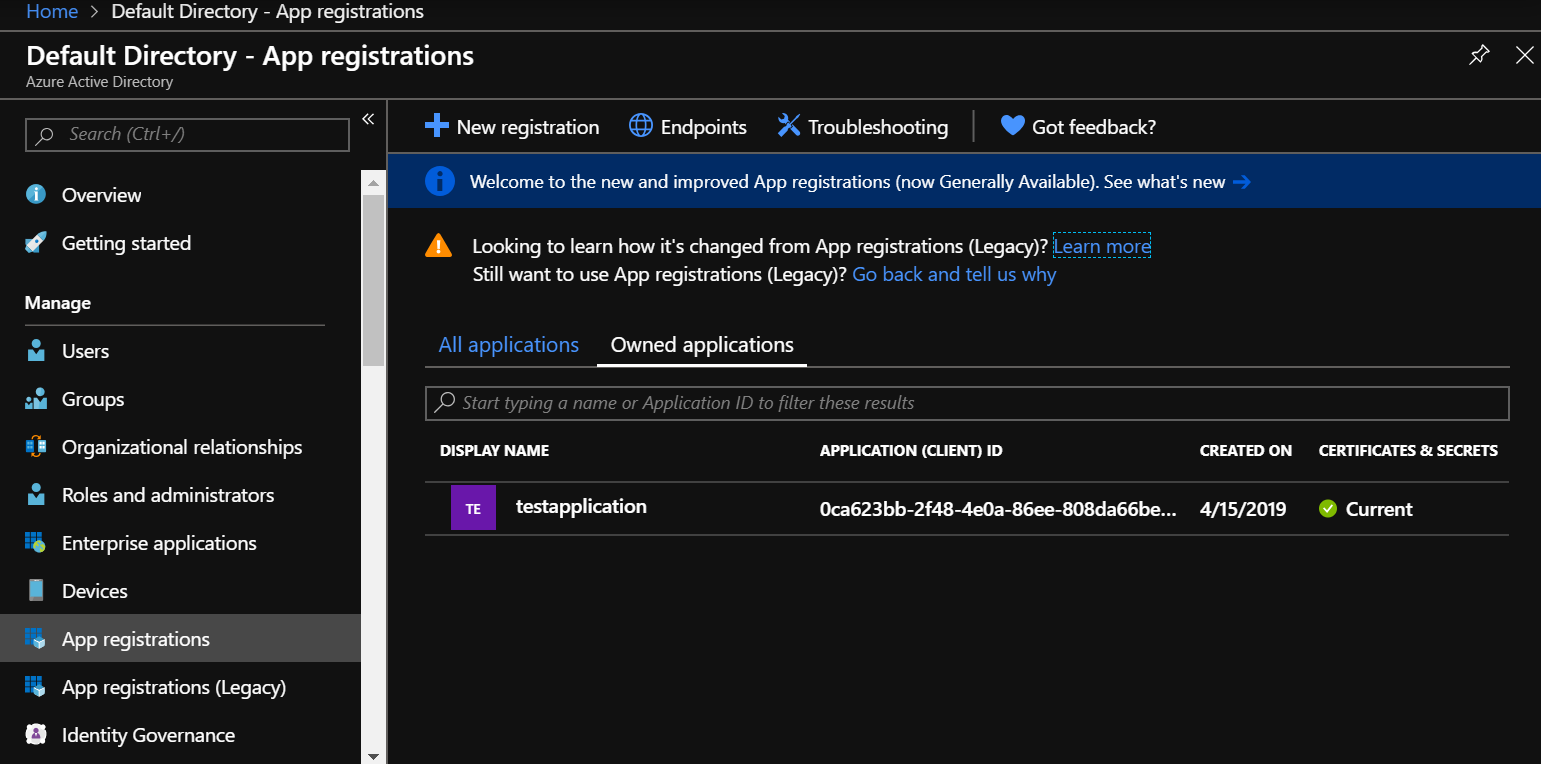 Home > Default Directory - App registrations
Default Directory - App registrations
Azure Active Directory
Search (Ctrl+/)
«
Overview
Getting started
Manage
Users
Groups
Organizational relationships
Roles and administrators
Enterprise applications
Devices
App registrations
App registrations (Legacy)
Identity Governance
New registration Endpoints Troubleshooting Got feedback?
Welcome to the new and improved App registrations (now Generally Available). See what's new →
Looking to learn how it's changed from App registrations (Legacy)? Learn more
Still want to use App registrations (Legacy)? Go back and tell us why
All applications Owned applications
Start typing a name or Application ID to filter these results
DISPLAY NAME APPLICATION (CLIENT) ID CREATED ON CERTIFICATES & SECRETS
TE testapplication 0ca623bb-2f48-4e0a-86ee-808da66be... 4/15/2019 Current